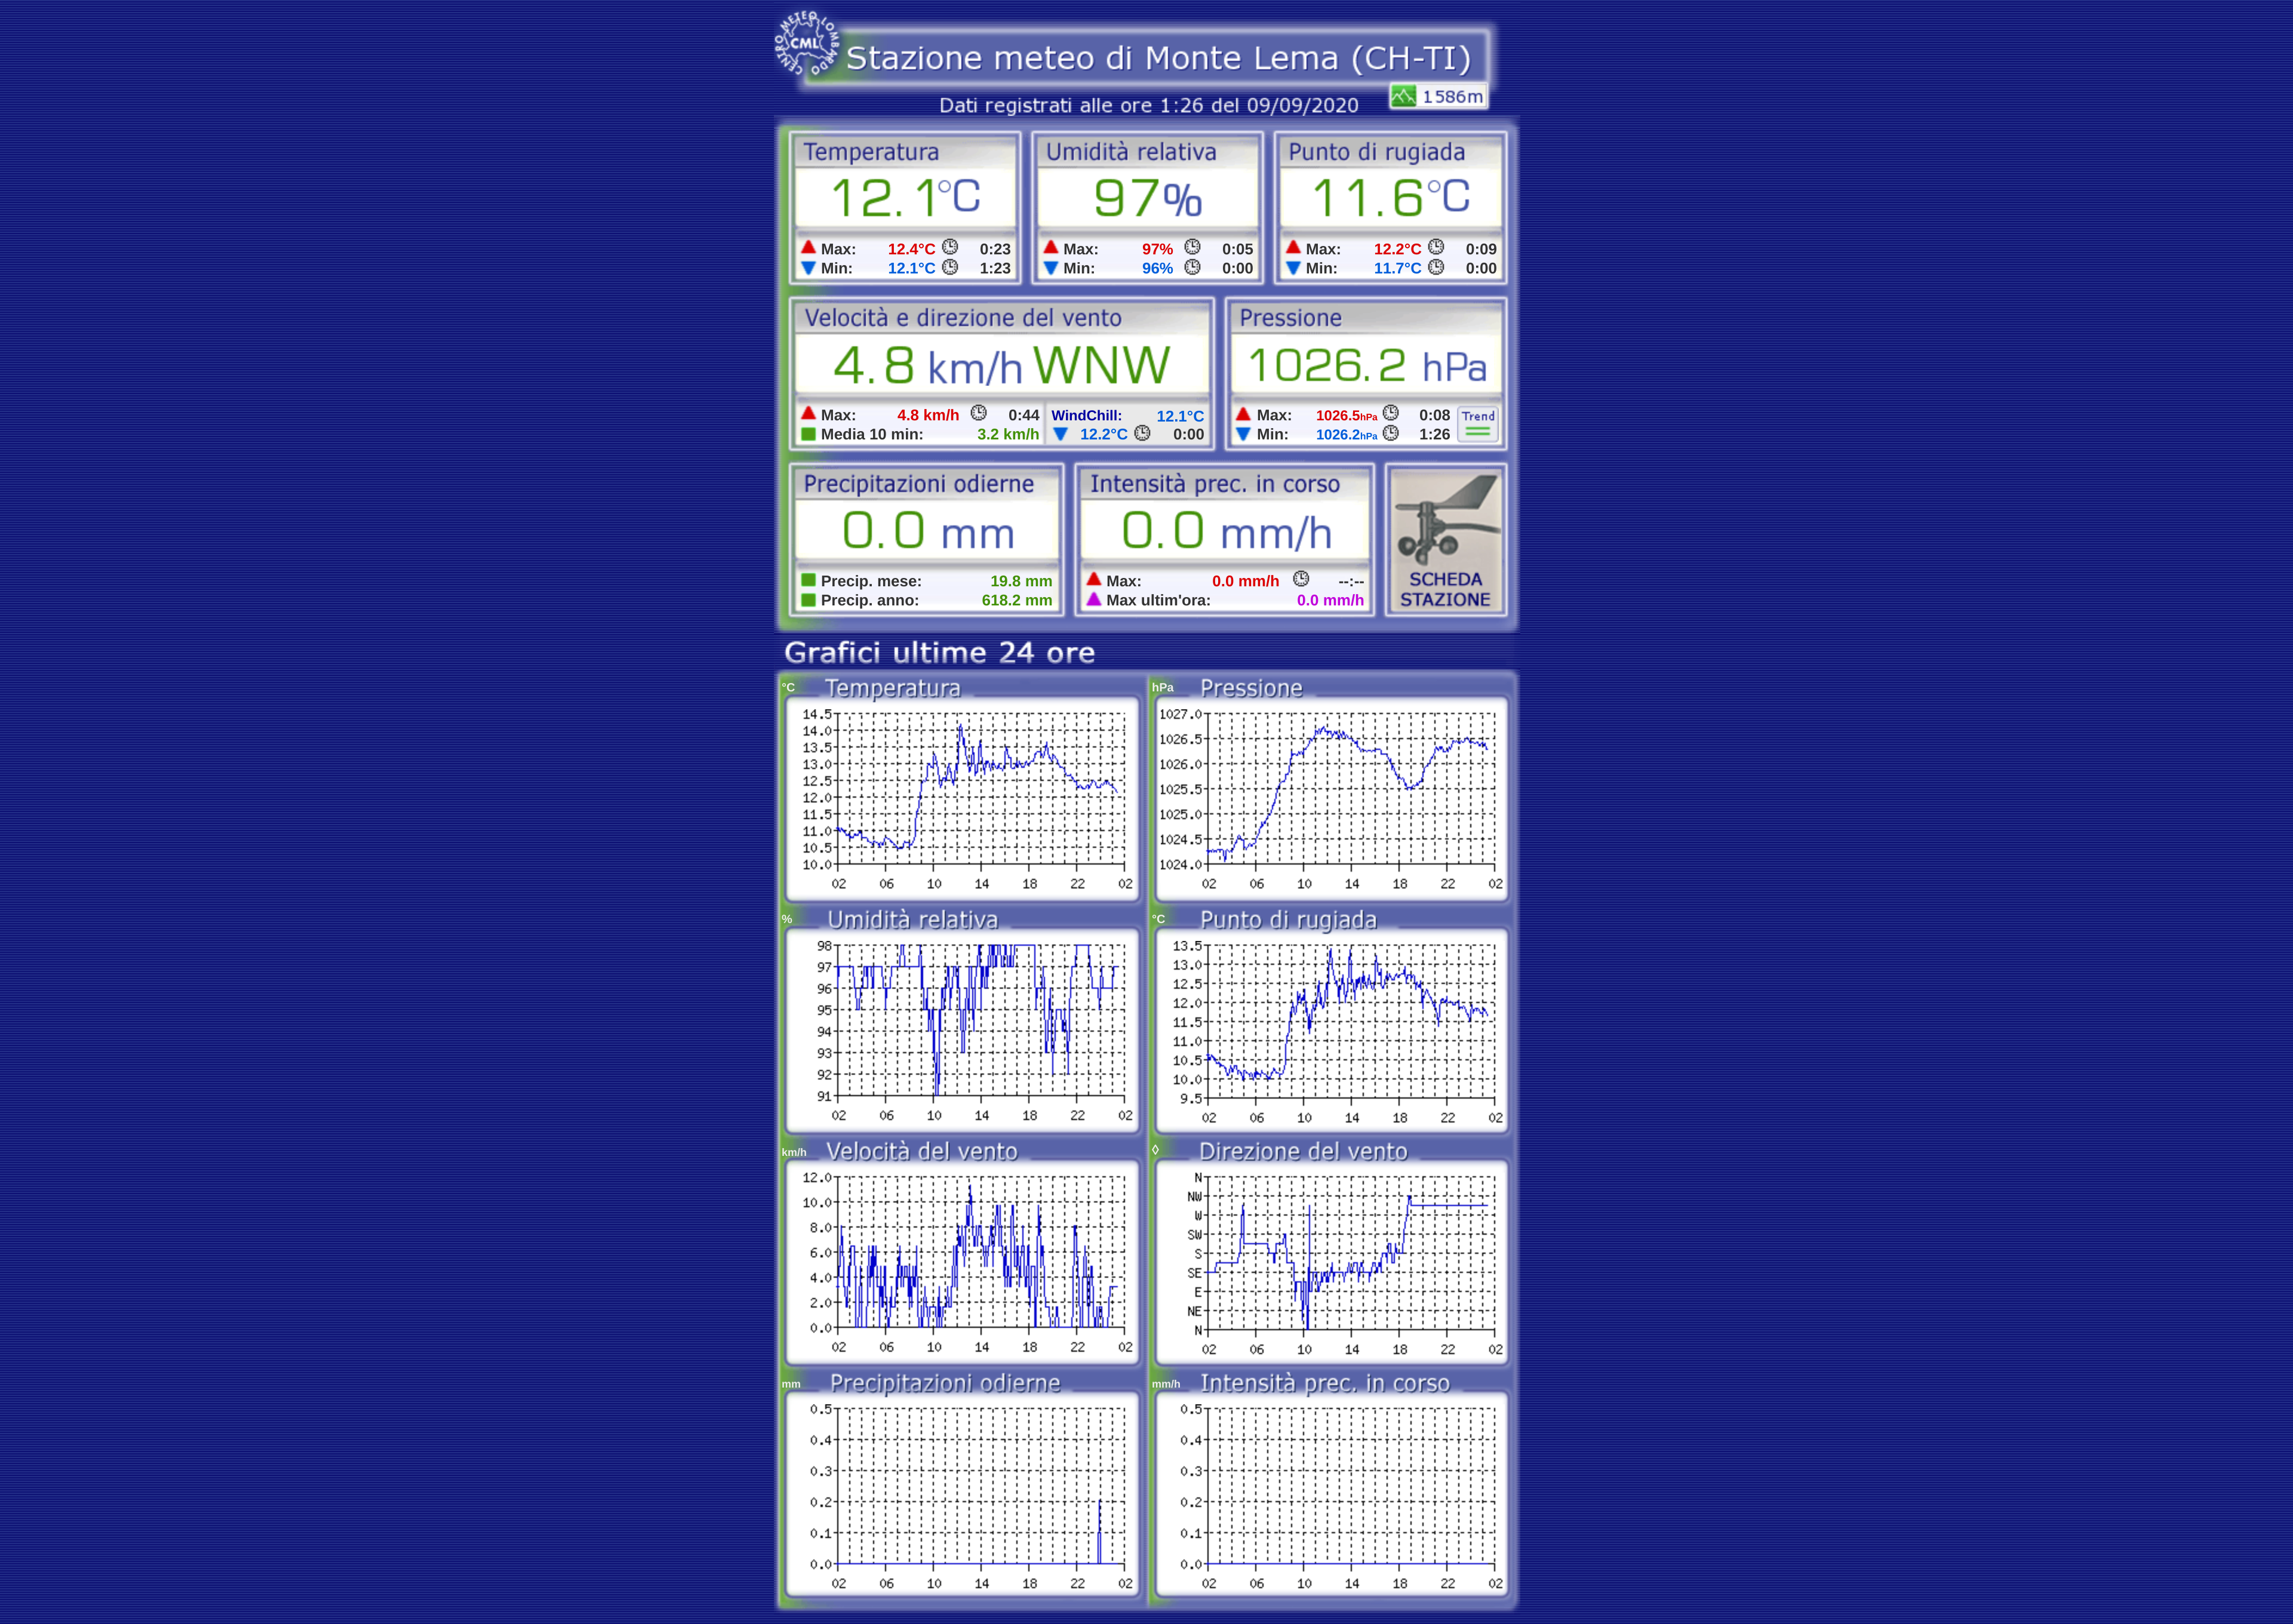 CENTRO METEO LOMBARDO
CML
Stazione meteo di Monte Lema (CH-TI)
Dati registrati alle ore 1:26 del 09/09/2020
1586m
Temperatura Umidità relativa Punto di rugiada
12.1°C 97% 11.6°C
Max: 12.4°C 0:23 Max: 97% 0:05 Max: 12.2°C 0:09
Min: 12.1°C 1:23 Min: 96% 0:00 Min: 11.7°C 0:00
Velocità e direzione del vento Pressione
4.8 km/h WNW 1026.2 hPa
Max: 4.8 km/h 0:44 WindChill: 12.1°C Max: 1026.5hPa 0:08 Trend
Media 10 min: 3.2 km/h 12.2°C 0:00 Min: 1026.2hPa 1:26
Precipitazioni odierne Intensità prec. in corso
0.0 mm 0.0 mm/h
Precip. mese: 19.8 mm Max: 0.0 mm/h --:-- SCHEDA
Precip. anno: 618.2 mm Max ultim'ora: 0.0 mm/h STAZIONE
Grafici ultime 24 ore
°C Temperatura hPa Pressione
14.5 1027.0
14.0
13.5 1026.5
13.0 1026.0
12.5 1025.5
12.0
11.5 1025.0
11.0 1024.5
10.5
10.0 1024.0
02 06 10 14 18 22 02 02 06 10 14 18 22 02
% Umidità relativa °C Punto di rugiada
98 13.5
97 13.0
96 12.5
12.0
95 11.5
94 11.0
93 10.5
92 10.0
91 9.5
02 06 10 14 18 22 02 02 06 10 14 18 22 02
km/h Velocità del vento ◊ Direzione del vento
12.0 N
10.0 NW
W
8.0 SW
6.0 S
4.0 SE
E
2.0 NE
0.0 N
02 06 10 14 18 22 02 02 06 10 14 18 22 02
mm Precipitazioni odierne mm/h Intensità prec. in corso
0.5 0.5
0.4 0.4
0.3 0.3
0.2 0.2
0.1 0.1
0.0 0.0
02 06 10 14 18 22 02 02 06 10 14 18 22 02